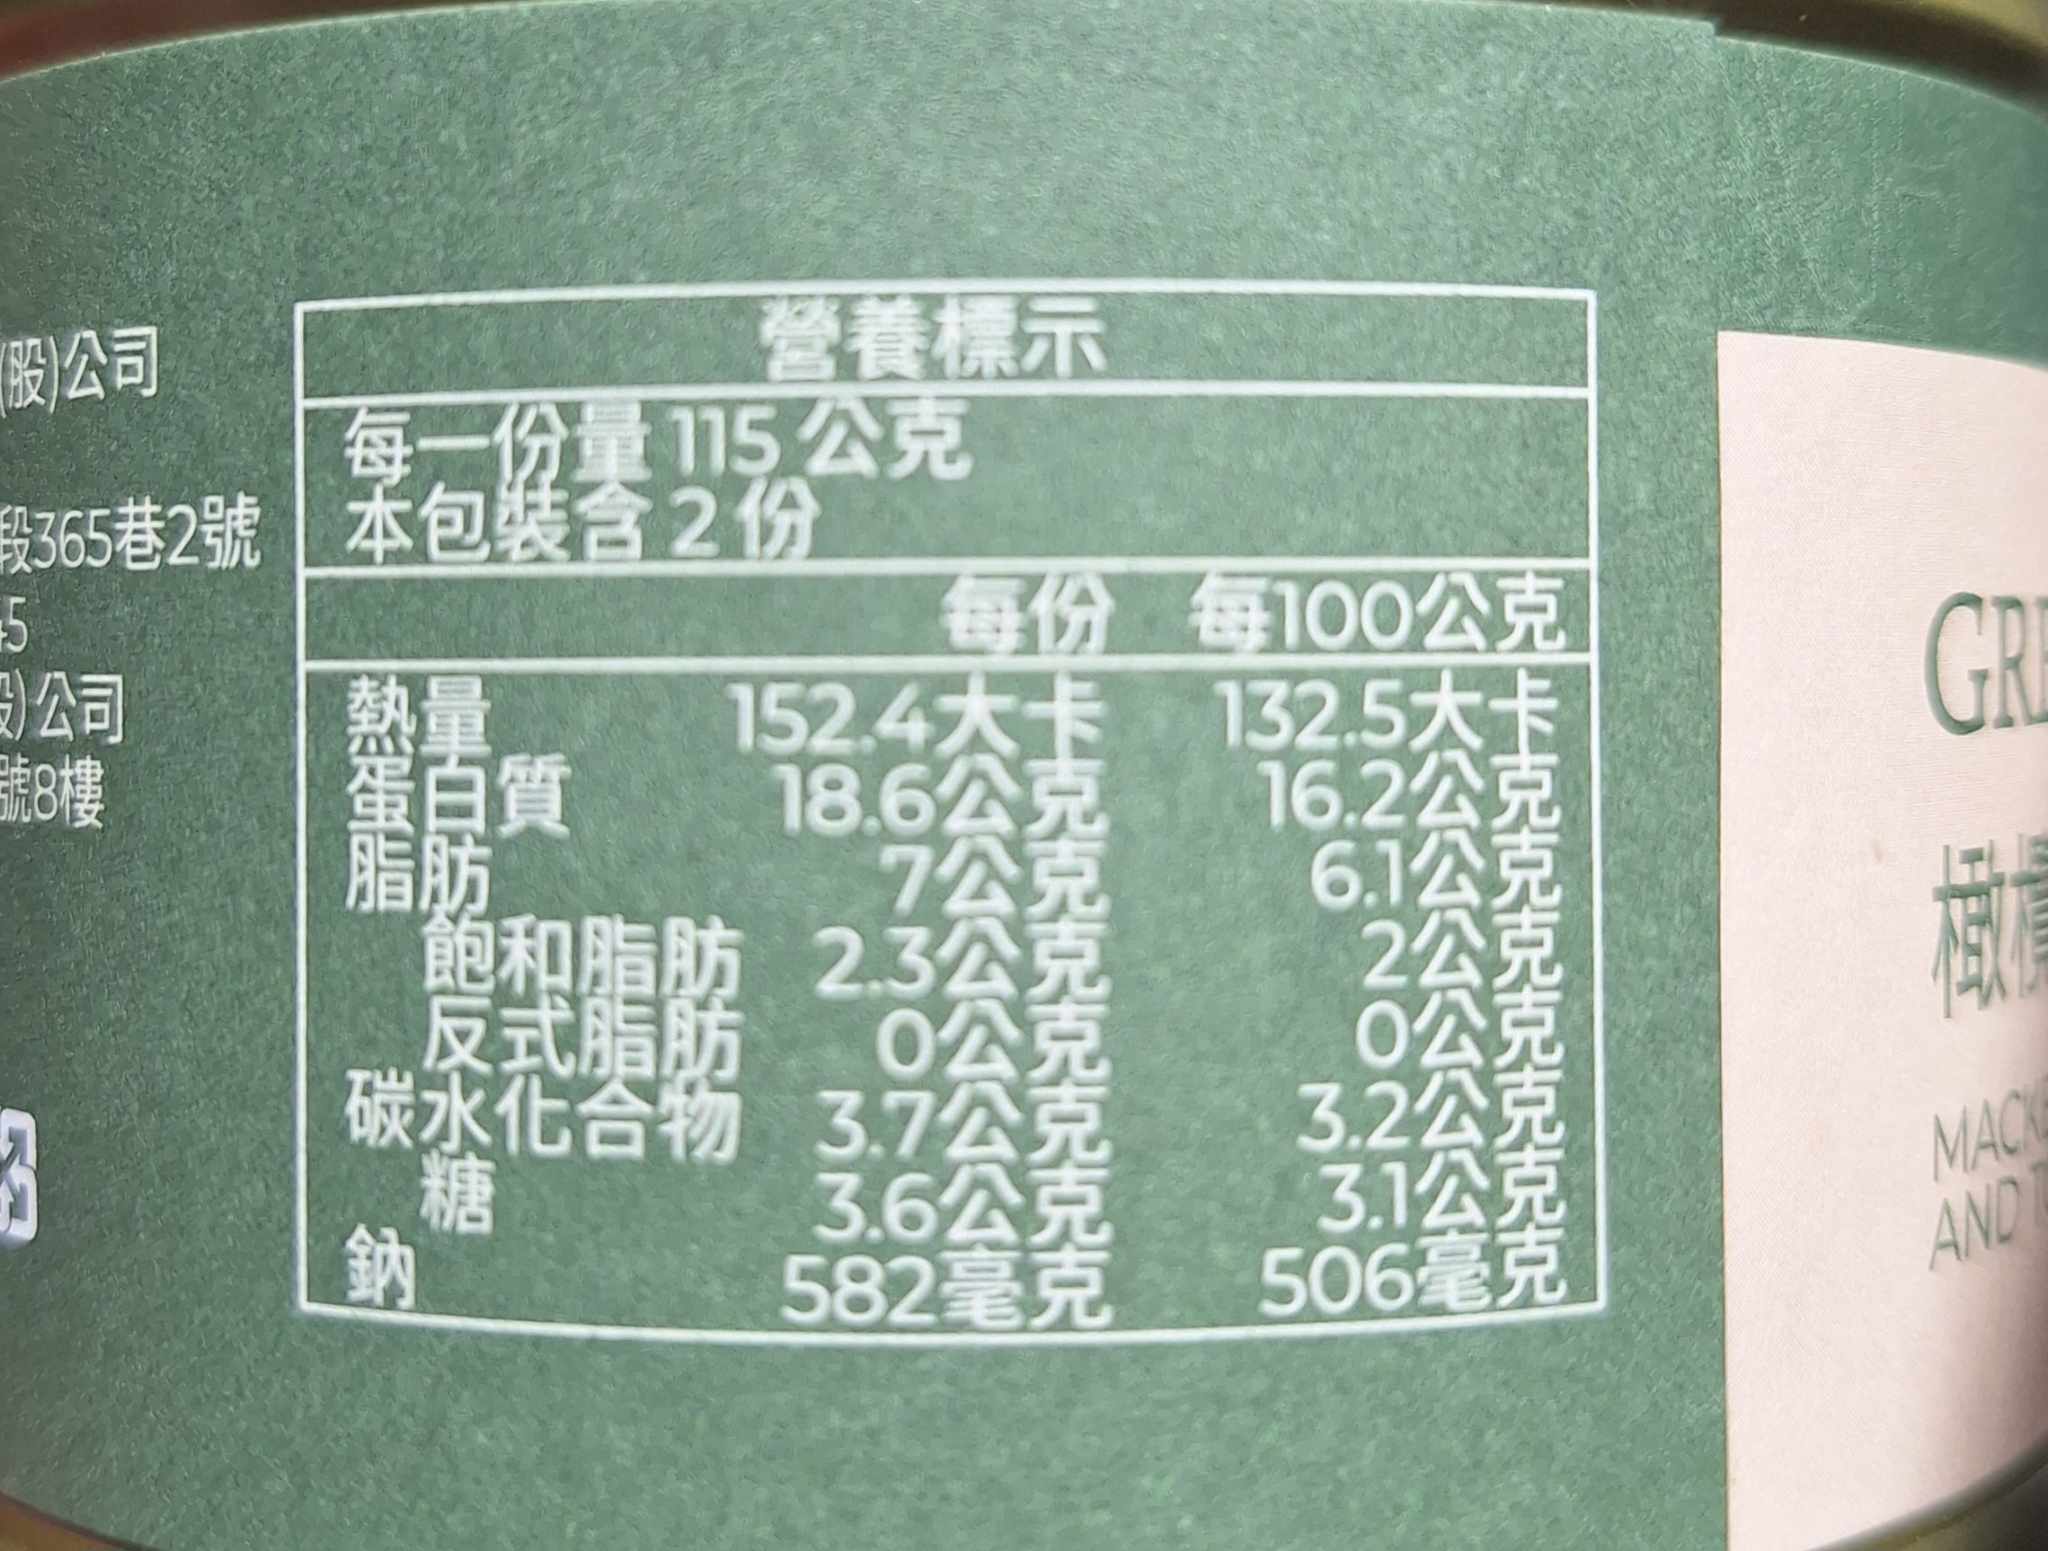 (股)公司
段365巷2號
45
股)公司
號8樓
營養標示
每一份量 115 公克
本包裝含 2 份
每份 每100公克
熱量 152.4大卡 132.5大卡
蛋白質 18.6公克 16.2公克
脂肪 7公克 6.1公克
飽和脂肪 2.3公克 2公克
反式脂肪 0公克 0公克
碳水化合物 3.7公克 3.2公克
糖 3.6公克 3.1公克
鈉 582毫克 506毫克
GRE
橄欖
MACKE
AND T